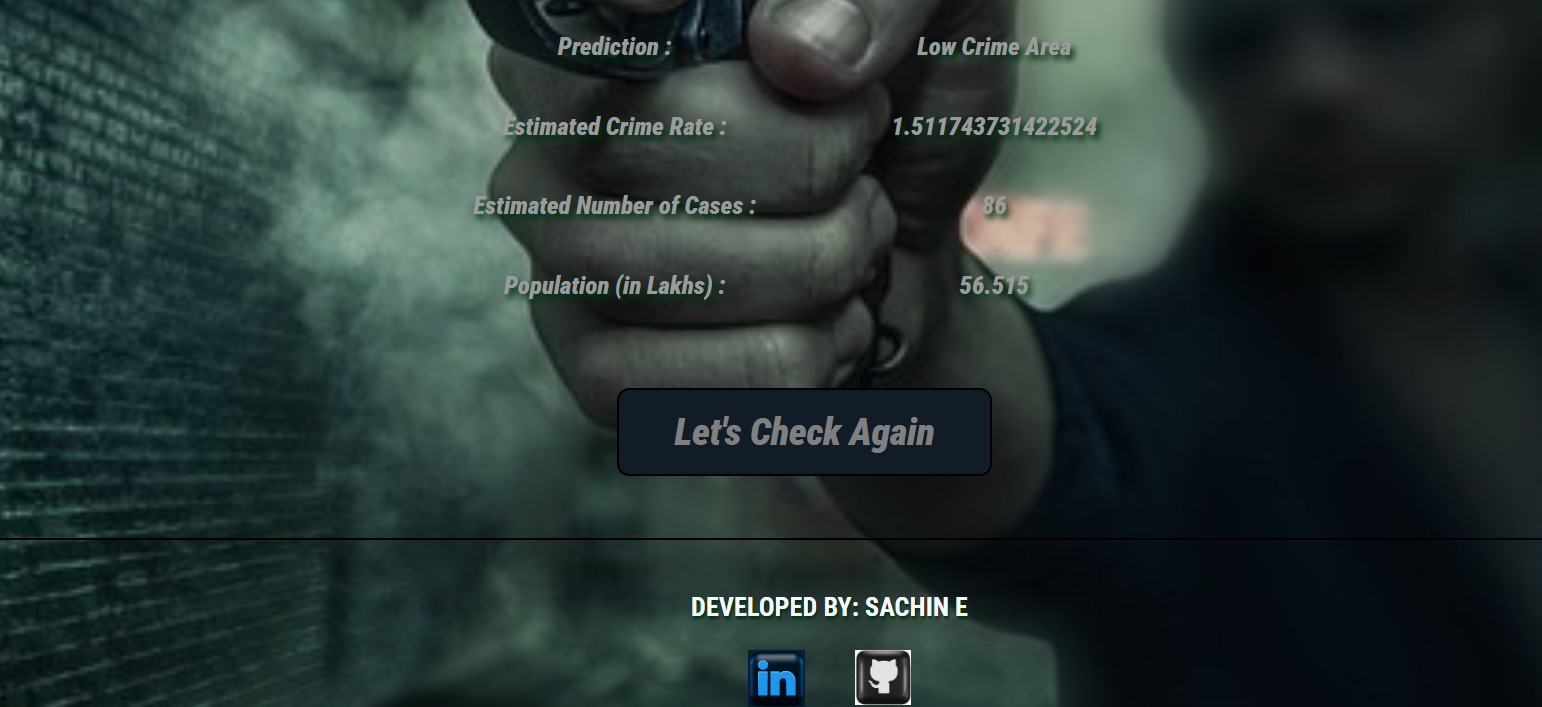 Prediction : Low Crime Area
Estimated Crime Rate : 1.511743731422524
Estimated Number of Cases : 86
Population (in Lakhs) : 56.515
Let's Check Again
DEVELOPED BY: SACHIN E
in